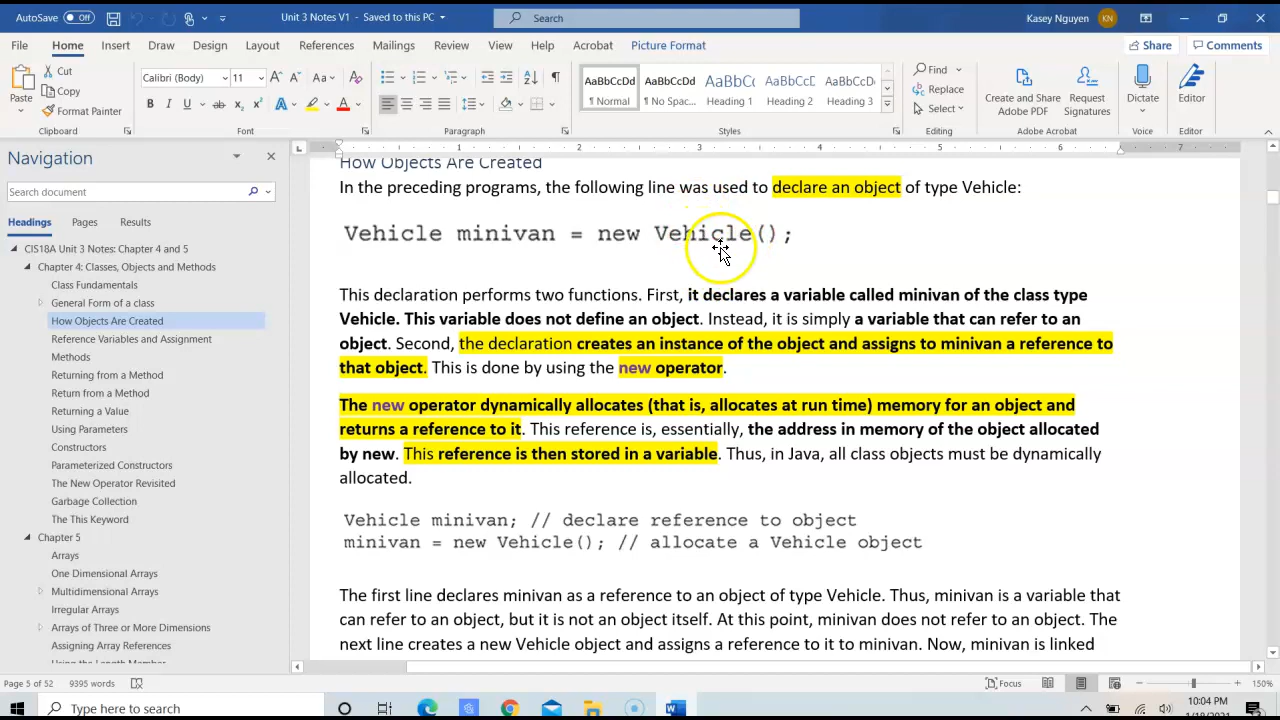 AutoSave Off Unit 3 Notes V1 - Saved to this PC Search Kasey Nguyen KN
File Home Insert Draw Design Layout References Mailings Review View Help Acrobat Picture Format Share Comments
Paste Cut Copy Format Painter
Calibri (Body) 11
AaBbCcDd AaBbCcDd AaBbCc AaBbCcC AaBbCc
¶ Normal ¶ No Spac... Heading 1 Heading 2 Heading 3
Find Replace Select
Create and Share Adobe PDF Request Signatures Dictate Editor
Clipboard Font Paragraph Styles Editing Adobe Acrobat Voice Editor
Navigation
Search document
Headings Pages Results
CIS18A Unit 3 Notes: Chapter 4 and 5
Chapter 4: Classes, Objects and Methods
Class Fundamentals
General Form of a class
How Objects Are Created
Reference Variables and Assignment
Methods
Returning from a Method
Return from a Method
Returning a Value
Using Parameters
Constructors
Parameterized Constructors
The New Operator Revisited
Garbage Collection
The This Keyword
Chapter 5
Arrays
One Dimensional Arrays
Multidimensional Arrays
Irregular Arrays
Arrays of Three or More Dimensions
Assigning Array References
Using the Length Member
1 2 3 4 5 6 7
How Objects Are Created
In the preceding programs, the following line was used to declare an object of type Vehicle:
Vehicle minivan = new Vehicle();
This declaration performs two functions. First, it declares a variable called minivan of the class type
Vehicle. This variable does not define an object. Instead, it is simply a variable that can refer to an
object. Second, the declaration creates an instance of the object and assigns to minivan a reference to
that object. This is done by using the new operator.
The new operator dynamically allocates (that is, allocates at run time) memory for an object and
returns a reference to it. This reference is, essentially, the address in memory of the object allocated
by new. This reference is then stored in a variable. Thus, in Java, all class objects must be dynamically
allocated.
Vehicle minivan; // declare reference to object
minivan = new Vehicle(); // allocate a Vehicle object
The first line declares minivan as a reference to an object of type Vehicle. Thus, minivan is a variable that
can refer to an object, but it is not an object itself. At this point, minivan does not refer to an object. The
next line creates a new Vehicle object and assigns a reference to it to minivan. Now, minivan is linked
Page 5 of 52 9395 words Focus 150%
Type here to search 10:04 PM